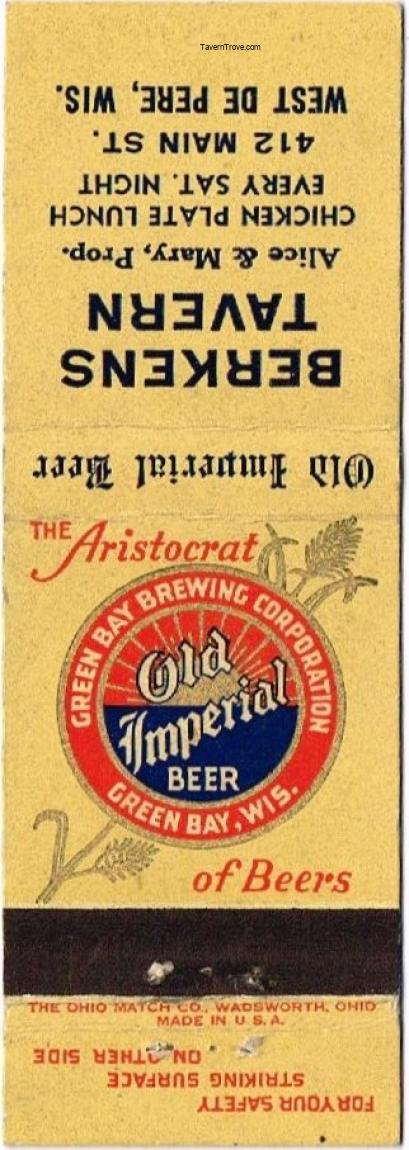 TavernTrove.com
BERKENS
TAVERN
Alice & Mary, Prop.
CHICKEN PLATE LUNCH
EVERY SAT. NIGHT
412 MAIN ST.
WEST DE PERE, WIS.
Old Imperial Beer
THE Aristocrat
GREEN BAY BREWING CORPORATION
Old
Imperial
BEER
GREEN BAY, WIS.
of Beers
THE OHIO MATCH CO., WADSWORTH, OHIO
MADE IN U.S.A.
FOR YOUR SAFETY
STRIKING SURFACE
ON OTHER SIDE